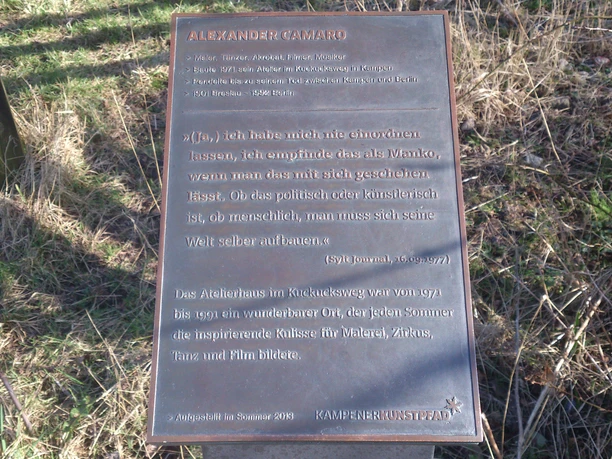 ALEXANDER CAMARO
> Maler, Tänzer, Akrobat, Filmer, Musiker
> Baute 1971 sein Atelier im Kuckucksweg in Kampen
> Pendelte bis zu seinem Tod zwischen Kampen und Berlin
> 1901 Breslau – 1992 Berlin
»(Ja,) ich habe mich nie einordnen
lassen, ich empfinde das als Manko,
wenn man das mit sich geschehen
lässt. Ob das politisch oder künstlerisch
ist, ob menschlich, man muss sich seine
Welt selber aufbauen.«
(Sylt Journal, 16.09.1977)
Das Atelierhaus im Kuckucksweg war von 1971
bis 1991 ein wunderbarer Ort, der jeden Sommer
die inspirierende Kulisse für Malerei, Zirkus,
Tanz und Film bildete.
> Aufgestellt im Sommer 2013
KAMPENERKUNSTPFAD